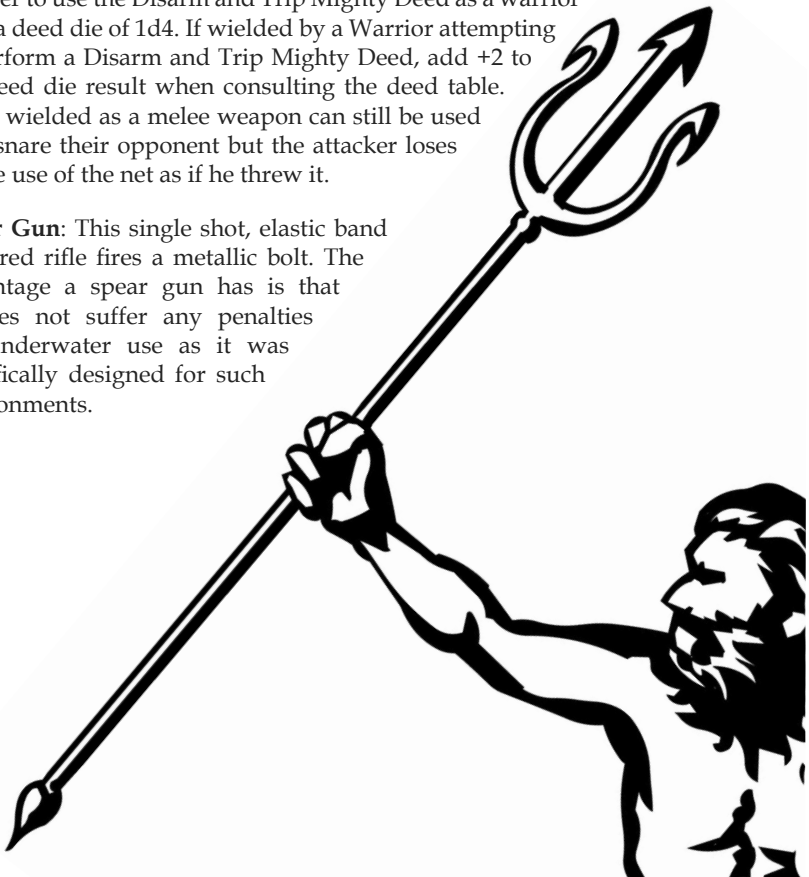 er to use the Disarm and Trip Mighty Deed as a warrior
a deed die of 1d4. If wielded by a Warrior attempting
rform a Disarm and Trip Mighty Deed, add +2 to
eed die result when consulting the deed table.
wielded as a melee weapon can still be used
snare their opponent but the attacker loses
e use of the net as if he threw it.
r Gun: This single shot, elastic band
red rifle fires a metallic bolt. The
ntage a spear gun has is that
es not suffer any penalties
nderwater use as it was
fically designed for such
onments.